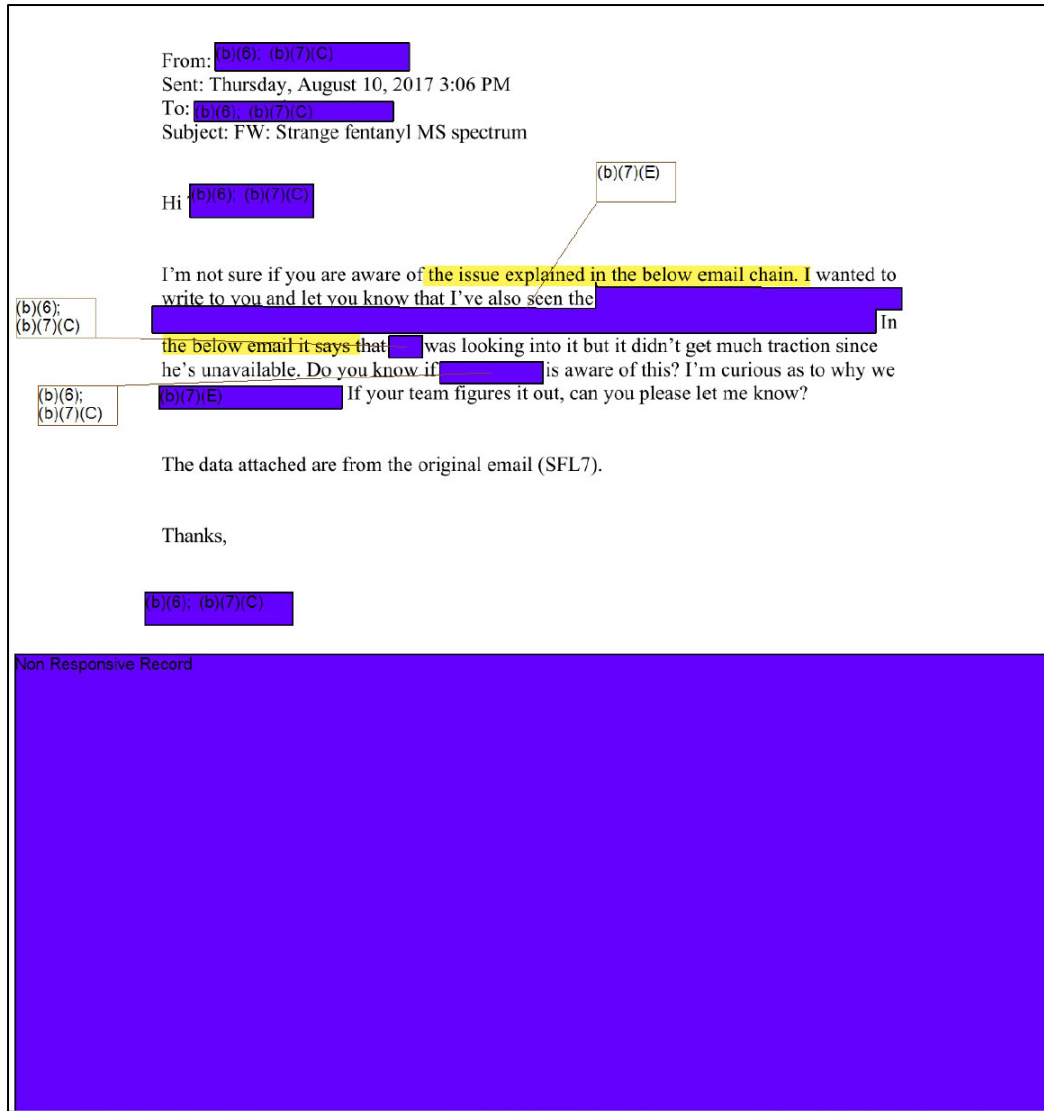 From: (b)(6); (b)(7)(C)
Sent: Thursday, August 10, 2017 3:06 PM
To: (b)(6); (b)(7)(C)
Subject: FW: Strange fentanyl MS spectrum
(b)(7)(E)
Hi (b)(6); (b)(7)(C)
I'm not sure if you are aware of the issue explained in the below email chain. I wanted to
write to you and let you know that I've also seen the
(b)(6);
(b)(7)(C)
In
the below email it says that was looking into it but it didn't get much traction since
he's unavailable. Do you know if is aware of this? I'm curious as to why we
(b)(6);
(b)(7)(C)
(b)(7)(E) If your team figures it out, can you please let me know?
The data attached are from the original email (SFL7).
Thanks,
(b)(6); (b)(7)(C)
Non Responsive Record